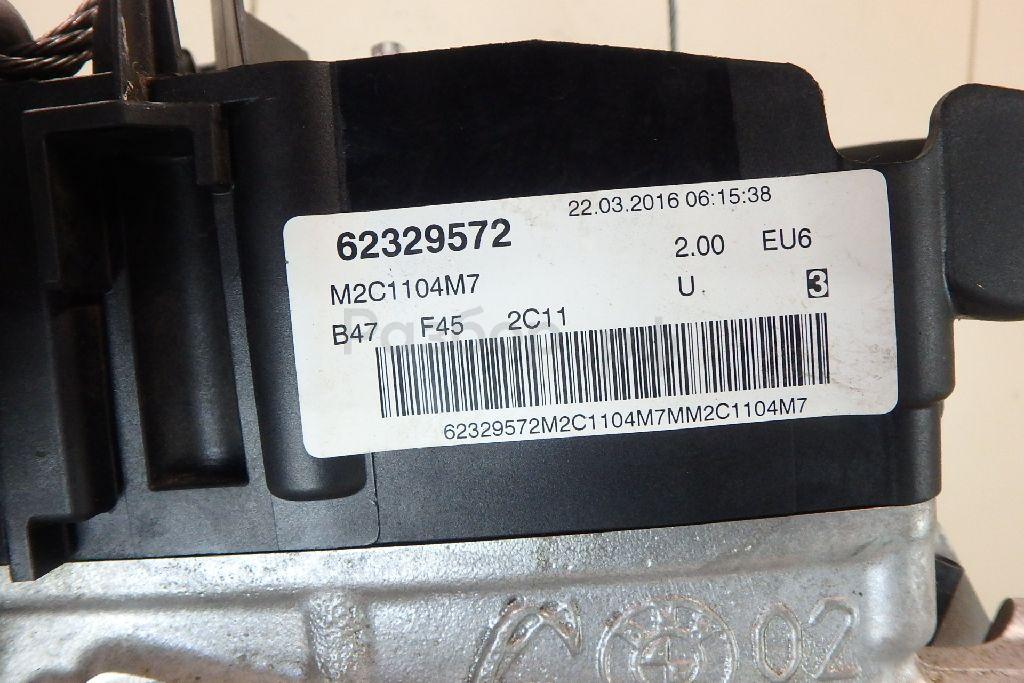 22.03.2016 06:15:38
62329572 2.00 EU6
M2C1104M7 U. 3
B47 F45 2C11
62329572M2C1104M7MM2C1104M7
02